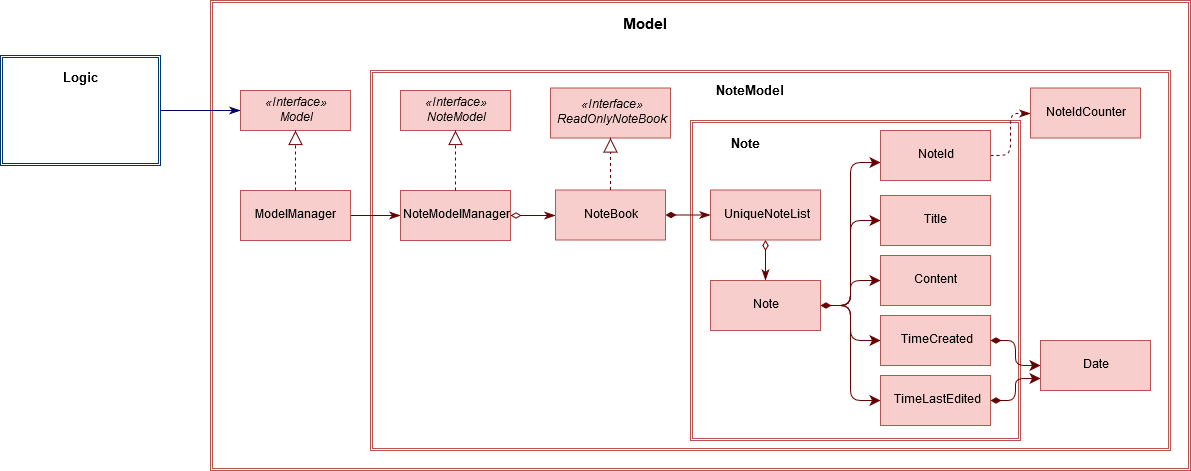 Model
Logic
NoteModel
«Interface»
Model
«Interface»
NoteModel
«Interface»
ReadOnlyNoteBook
NoteIdCounter
Note
NoteId
ModelManager
NoteModelManager
NoteBook
UniqueNoteList
Title
Content
Note
TimeCreated
Date
TimeLastEdited